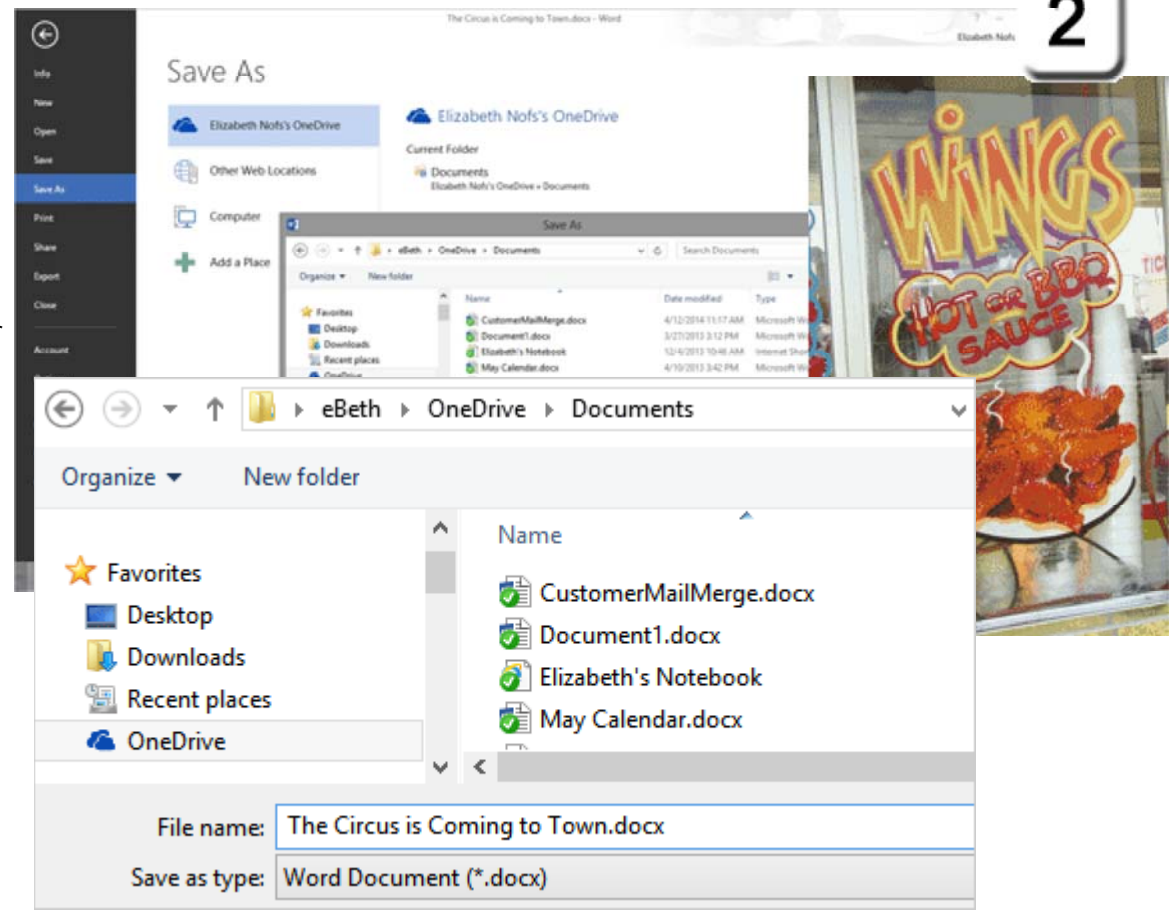 The Circus is Coming to Town.docx - Word
2
Elizabeth Nofs
Info
New
Open
Save
Save As
Print
Share
Export
Close
Account
Save As
Elizabeth Nofs's OneDrive
Other Web Locations
Computer
Add a Place
Elizabeth Nofs's OneDrive
Current Folder
Documents
Elizabeth Nofs's OneDrive » Documents
Save As
eBeth OneDrive Documents
Search Documents
Organize New folder
Favorites
Desktop
Downloads
Recent places
OneDrive
Name Date modified Type
CustomerMailMerge.docx 4/12/2014 11:17 AM Microsoft W
Document1.docx 3/27/2013 3:12 PM Microsoft W
Elizabeth's Notebook 12/4/2013 10:46 AM Internet Shor
May Calendar.docx 4/10/2013 3:42 PM Microsoft W
WINGS
HOT OR BBQ
SAUCE
TIC
eBeth OneDrive Documents
Organize New folder
Favorites
Desktop
Downloads
Recent places
OneDrive
Name
CustomerMailMerge.docx
Document1.docx
Elizabeth's Notebook
May Calendar.docx
File name: The Circus is Coming to Town.docx
Save as type: Word Document (*.docx)